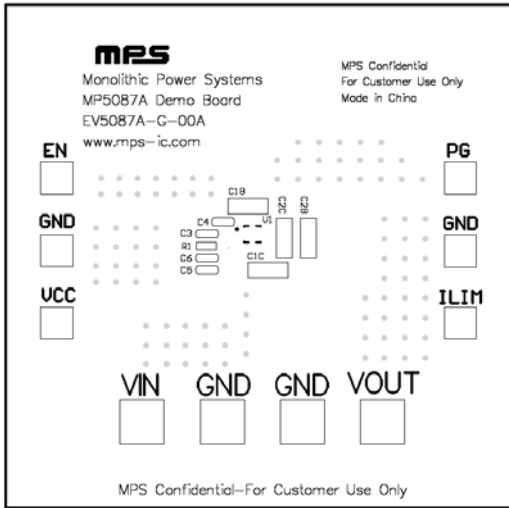 MPS
Monolithic Power Systems
MP5087A Demo Board
EV5087A-G-00A
www.mps-ic.com
MPS Confidential
For Customer Use Only
Made in China
EN
PG
GND
GND
VCC
ILIM
C1B
C4
U1
C3
R1
C6
C5
C2C
C2B
C1C
VIN
GND
GND
VOUT
MPS Confidential-For Customer Use Only